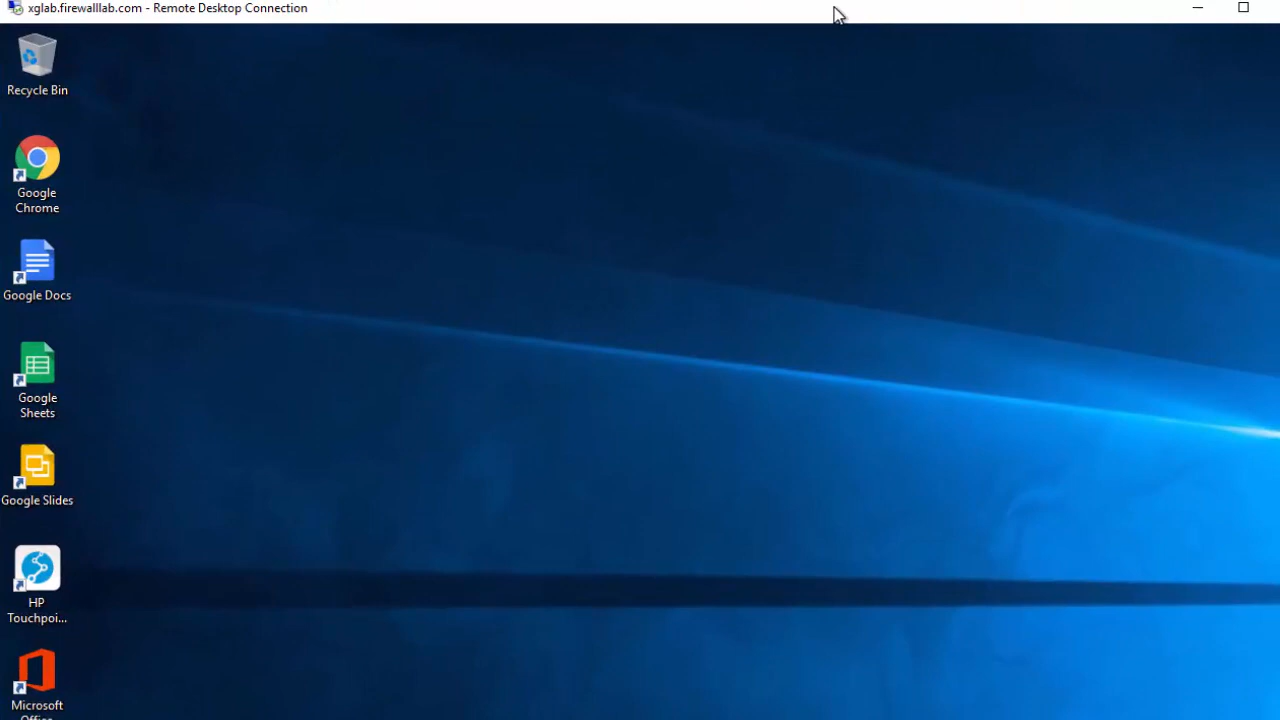 xglab.firewalllab.com - Remote Desktop Connection
Recycle Bin
Google
Chrome
Google Docs
Google
Sheets
Google Slides
HP
Touchpoi...
Microsoft
Office